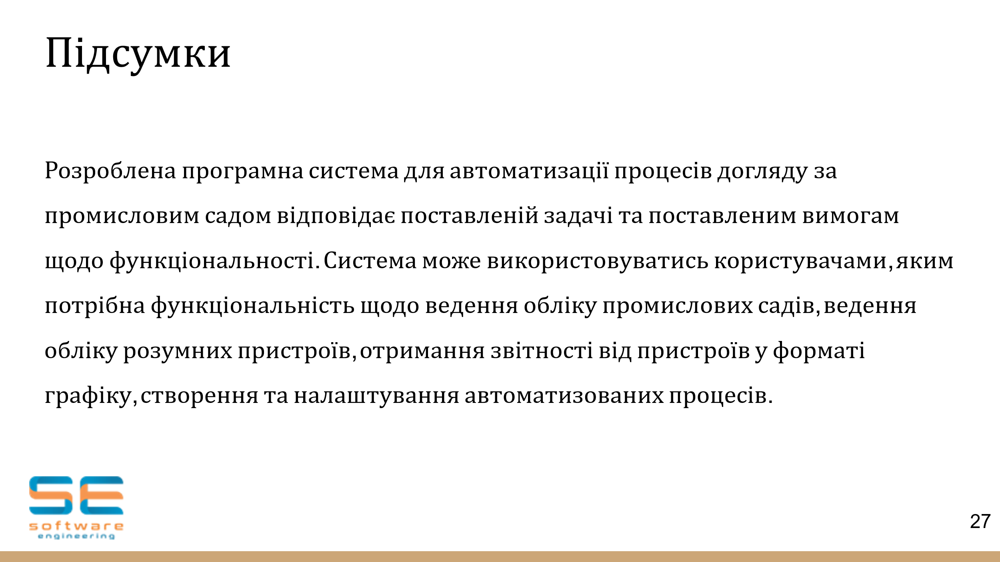 Підсумки
Розроблена програмна система для автоматизації процесів догляду за
промисловим садом відповідає поставленій задачі та поставленим вимогам
щодо функціональності. Система може використовуватись користувачами, яким
потрібна функціональність щодо ведення обліку промислових садів, ведення
обліку розумних пристроїв, отримання звітності від пристроїв у форматі
графіку, створення та налаштування автоматизованих процесів.
SE
software
engineering
27